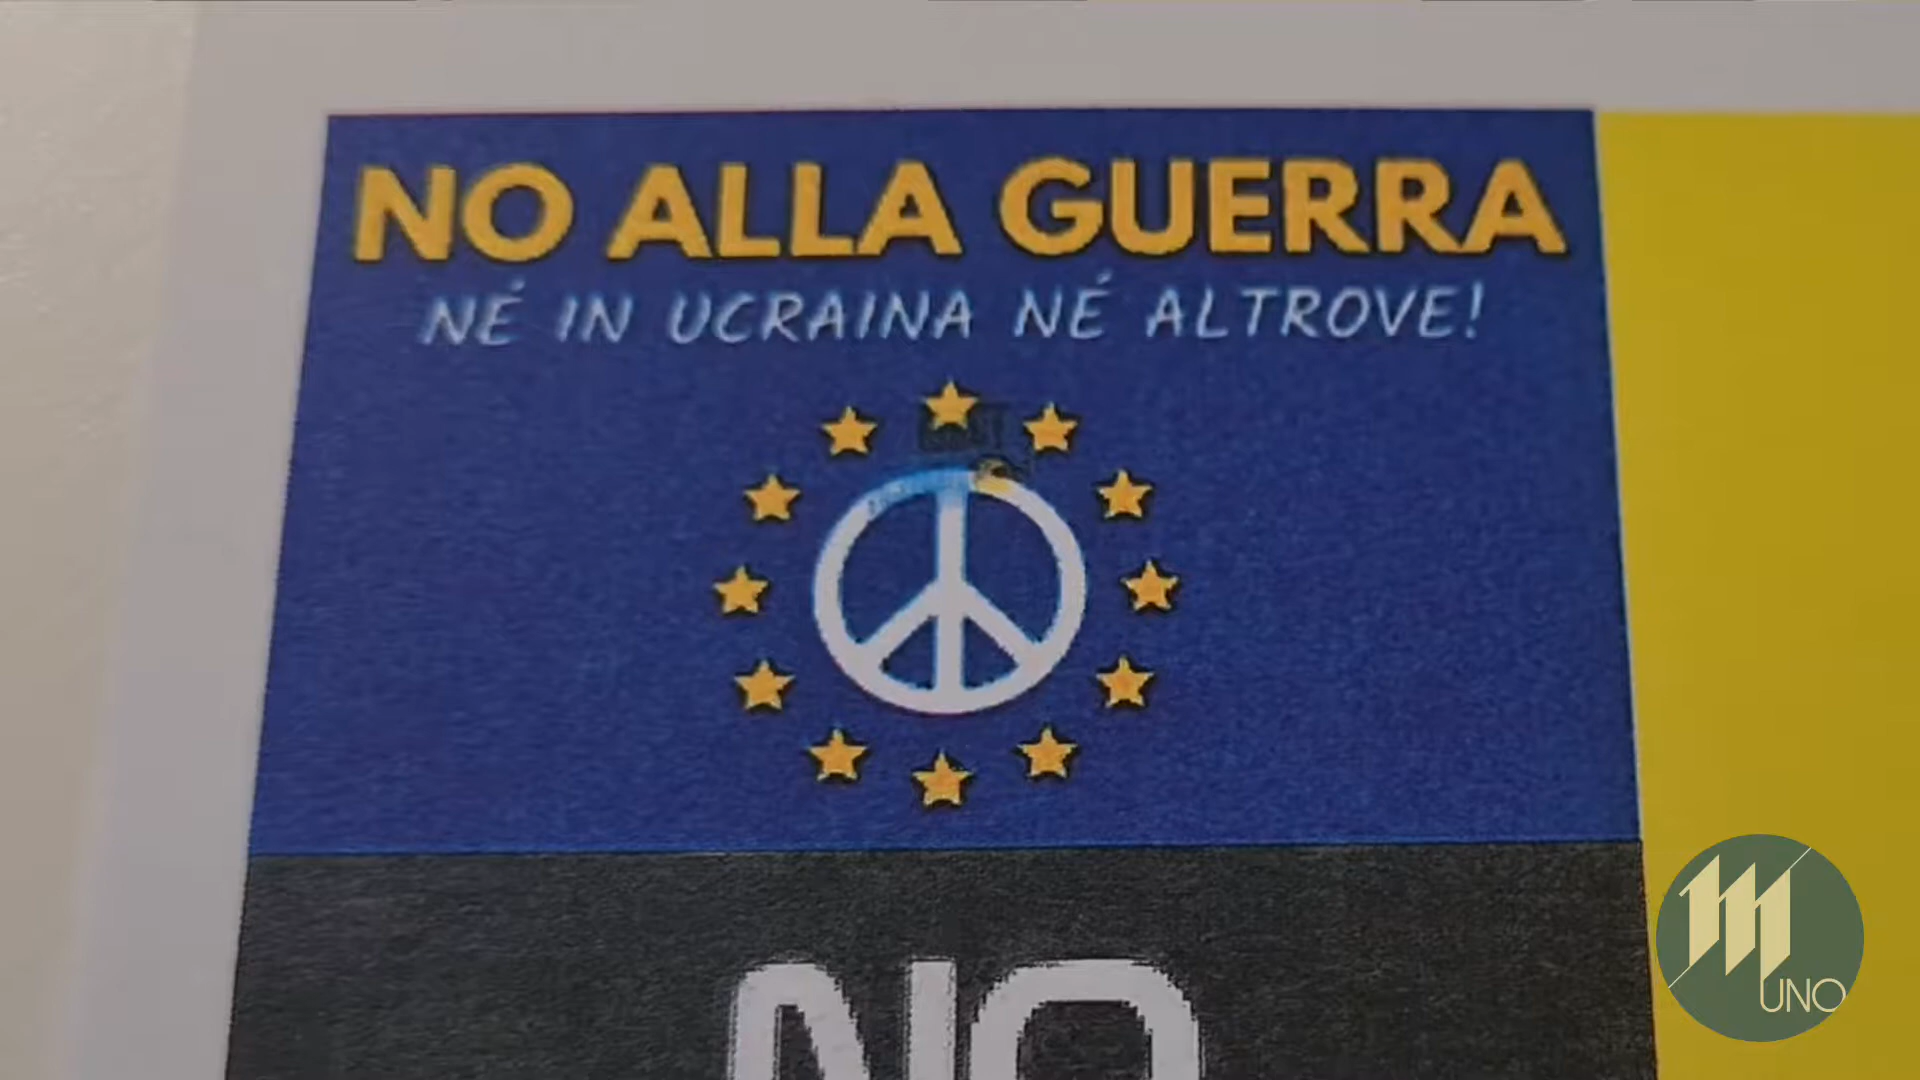 NO ALLA GUERRA
NÉ IN UCRAINA NÉ ALTROVE!
NO
M
UNO